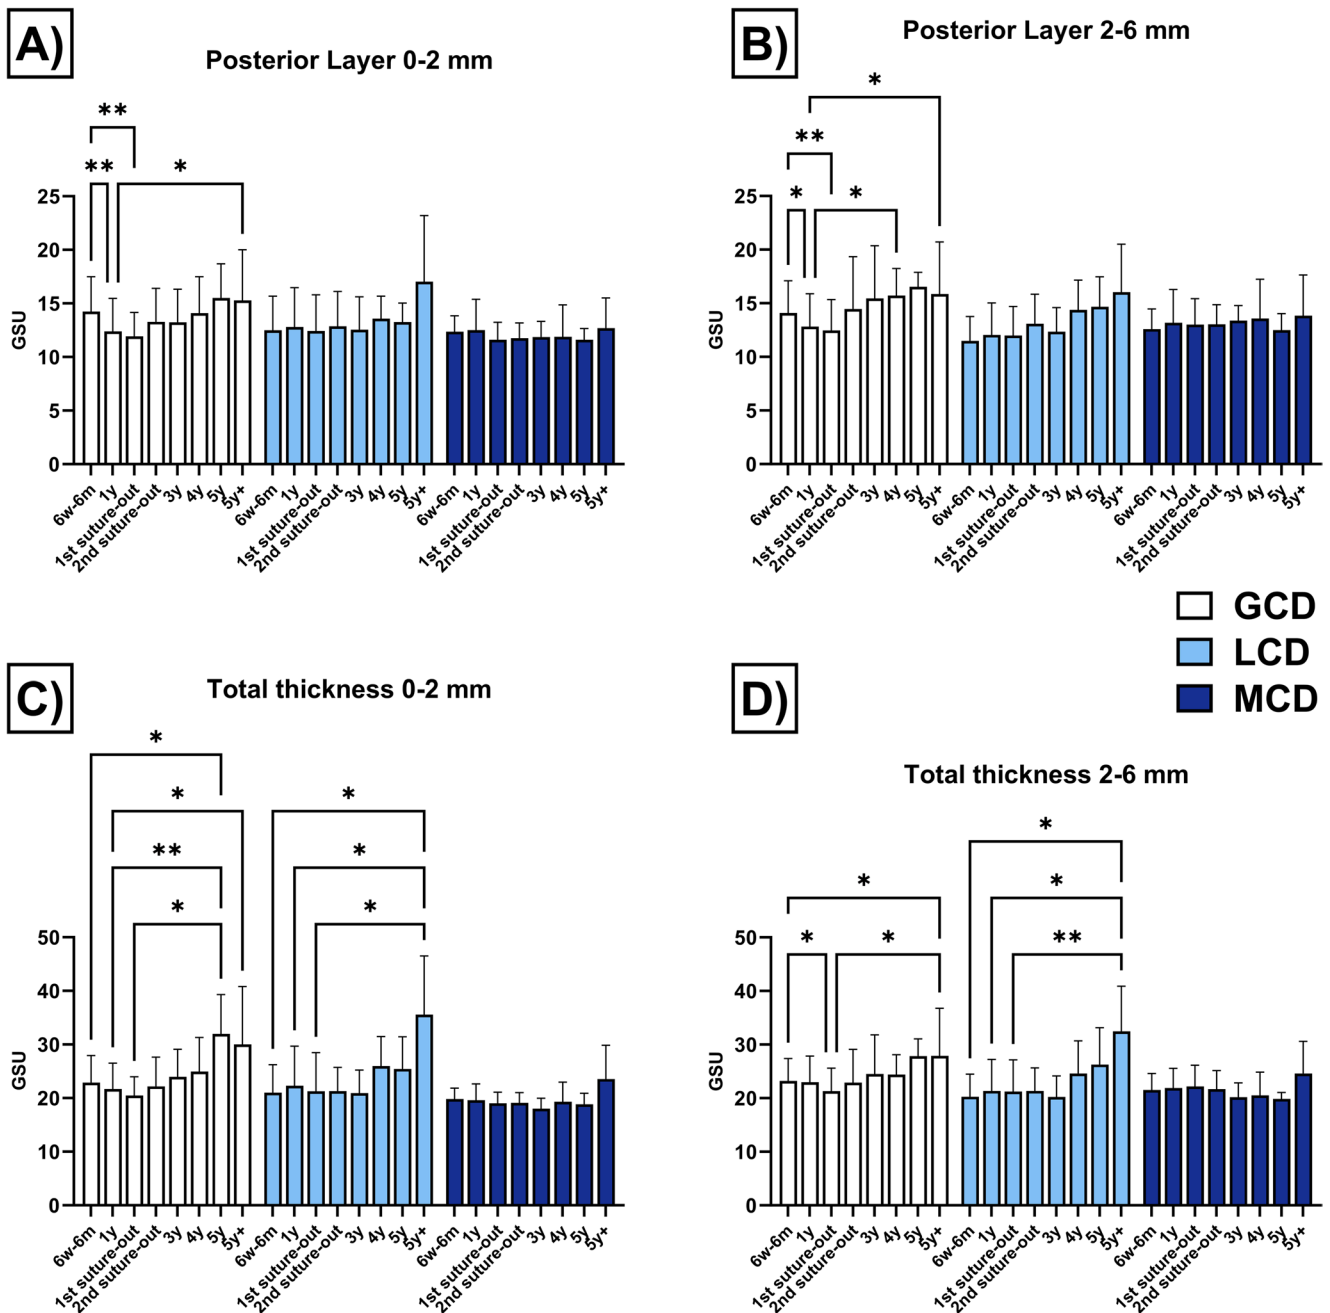 A)
Posterior Layer 0-2 mm
** 
** *
25
20
15
10
5
0
GSU
6w-6m 1y 1st suture-out 2nd suture-out 3y 4y 5y 5y+ 6w-6m 1y 1st suture-out 2nd suture-out 3y 4y 5y 5y+ 6w-6m 1y 1st suture-out 2nd suture-out 3y 4y 5y 5y+
B)
Posterior Layer 2-6 mm
*
**
* *
25
20
15
10
5
0
GSU
6w-6m 1y 1st suture-out 2nd suture-out 3y 4y 5y 5y+ 6w-6m 1y 1st suture-out 2nd suture-out 3y 4y 5y 5y+ 6w-6m 1y 1st suture-out 2nd suture-out 3y 4y 5y 5y+
GCD
LCD
MCD
C)
Total thickness 0-2 mm
*
* *
** *
* *
50
40
30
20
10
0
GSU
6w-6m 1y 1st suture-out 2nd suture-out 3y 4y 5y 5y+ 6w-6m 1y 1st suture-out 2nd suture-out 3y 4y 5y 5y+ 6w-6m 1y 1st suture-out 2nd suture-out 3y 4y 5y 5y+
D)
Total thickness 2-6 mm
*
* *
* * **
50
40
30
20
10
0
GSU
6w-6m 1y 1st suture-out 2nd suture-out 3y 4y 5y 5y+ 6w-6m 1y 1st suture-out 2nd suture-out 3y 4y 5y 5y+ 6w-6m 1y 1st suture-out 2nd suture-out 3y 4y 5y 5y+